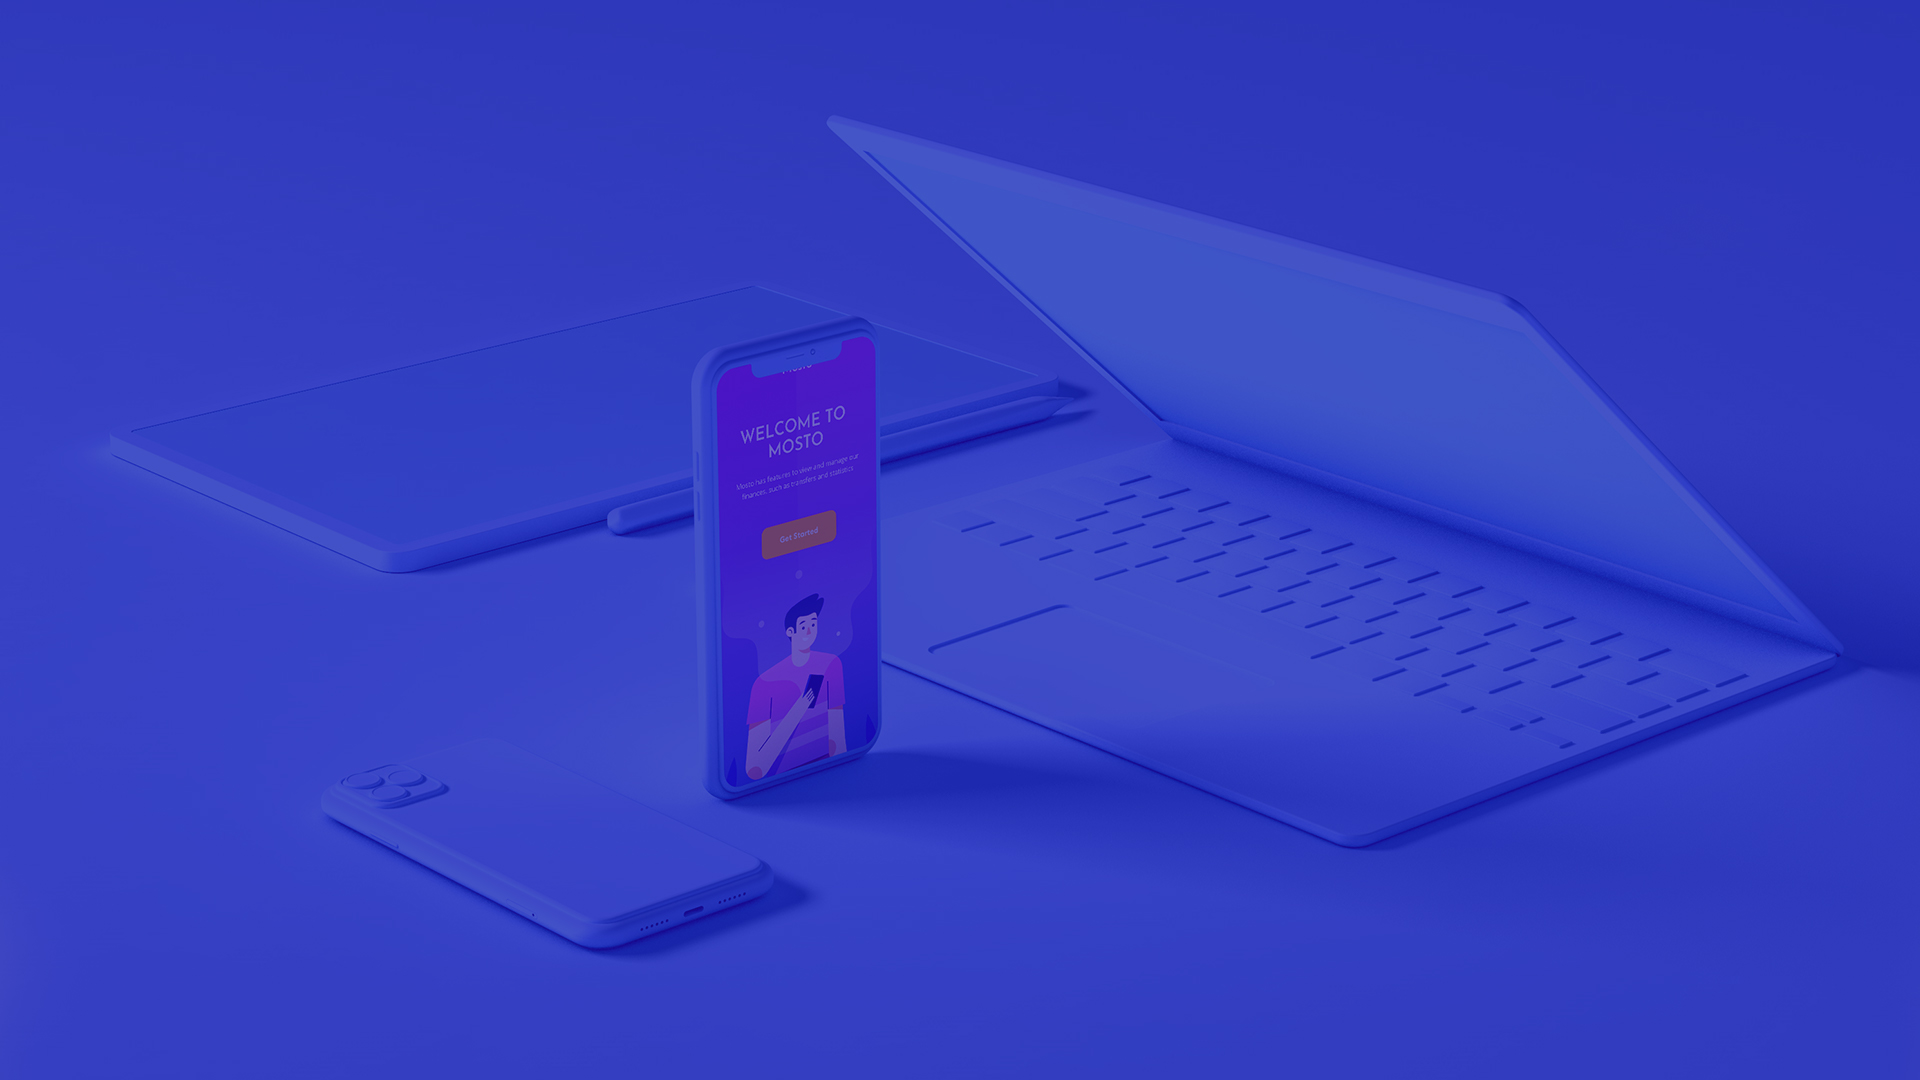 Mosto
WELCOME TO
MOSTO
Mosto has features to view and manage our
finances, such as transfers and statistics
Get Started